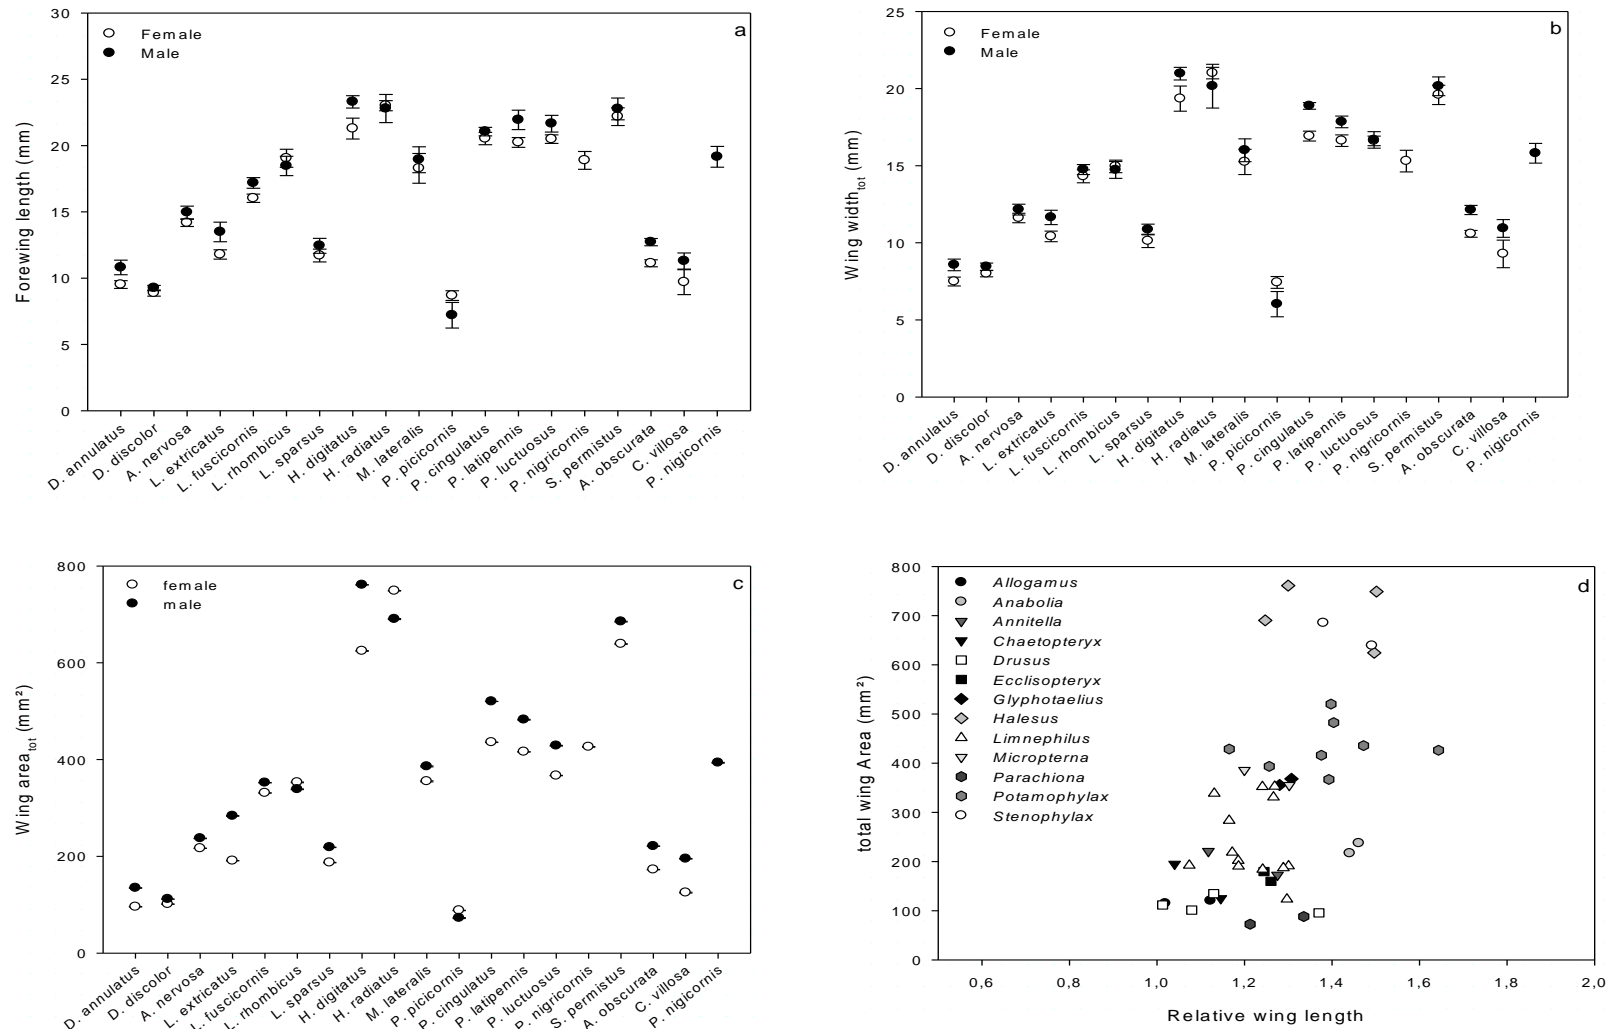 30
25
20
15
10
5
0
Forewing length (mm)
Female
Male
a
D. annulatus
D. discolor
A. nervosa
L. extricatus
L. fuscicornis
L. rhombicus
L. sparsus
H. digitatus
H. radiatus
M. lateralis
P. picicornis
P. cingulatus
P. latipennis
P. luctuosus
P. nigricornis
S. permistus
A. obscurata
C. villosa
P. nigicornis
25
20
15
10
5
0
Wing width tot (mm)
Female
Male
b
D. annulatus
D. discolor
A. nervosa
L. extricatus
L. fuscicornis
L. rhombicus
L. sparsus
H. digitatus
H. radiatus
M. lateralis
P. picicornis
P. cingulatus
P. latipennis
P. luctuosus
P. nigricornis
S. permistus
A. obscurata
C. villosa
P. nigicornis
800
600
400
200
0
Wing area tot (mm²)
female
male
c
D. annulatus
D. discolor
A. nervosa
L. extricatus
L. fuscicornis
L. rhombicus
L. sparsus
H. digitatus
H. radiatus
M. lateralis
P. picicornis
P. cingulatus
P. latipennis
P. luctuosus
P. nigricornis
S. permistus
A. obscurata
C. villosa
P. nigicornis
800
700
600
500
400
300
200
100
0
total wing Area (mm²)
Allogamus
Anabolia
Annitella
Chaetopteryx
Drusus
Ecclisopteryx
Glyphotaelius
Halesus
Limnephilus
Micropterna
Parachiona
Potamophylax
Stenophylax
d
0,6 0,8 1,0 1,2 1,4 1,6 1,8 2,0
Relative wing length